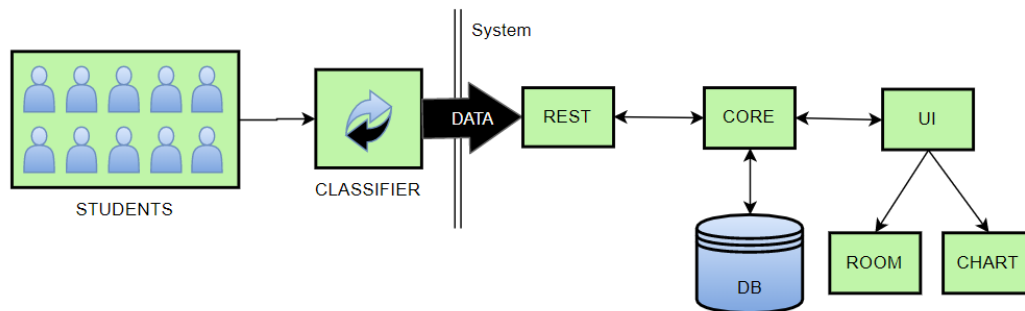 System
DATA
REST
CORE
UI
CLASSIFIER
STUDENTS
ROOM
CHART
DB